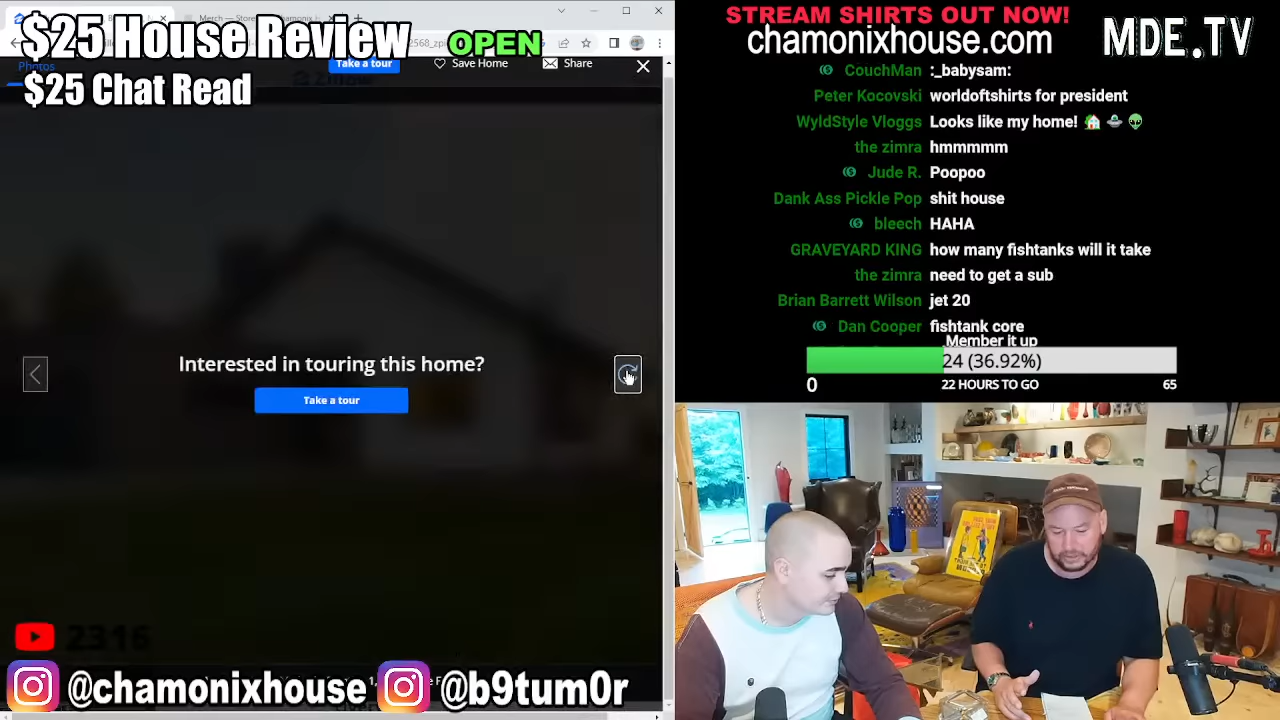 Merch — Store
$25 House Review
OPEN
$25 Chat Read
Photos
Take a tour
Save Home
Share
Interested in touring this home?
Take a tour
2316
@chamonixhouse
@b9tum0r
STREAM SHIRTS OUT NOW!
chamonixhouse.com
MDE.TV
CouchMan :_babysam:
Peter Kocovski worldoftshirts for president
WyldStyle Vloggs Looks like my home! 🏠 🛸 👽
the zimra hmmmmm
Jude R. Poopoo
Dank Ass Pickle Pop shit house
bleech HAHA
GRAVEYARD KING how many fishtanks will it take
the zimra need to get a sub
Brian Barrett Wilson jet 20
Dan Cooper fishtank core
Member it up
24 (36.92%)
0
22 HOURS TO GO
65